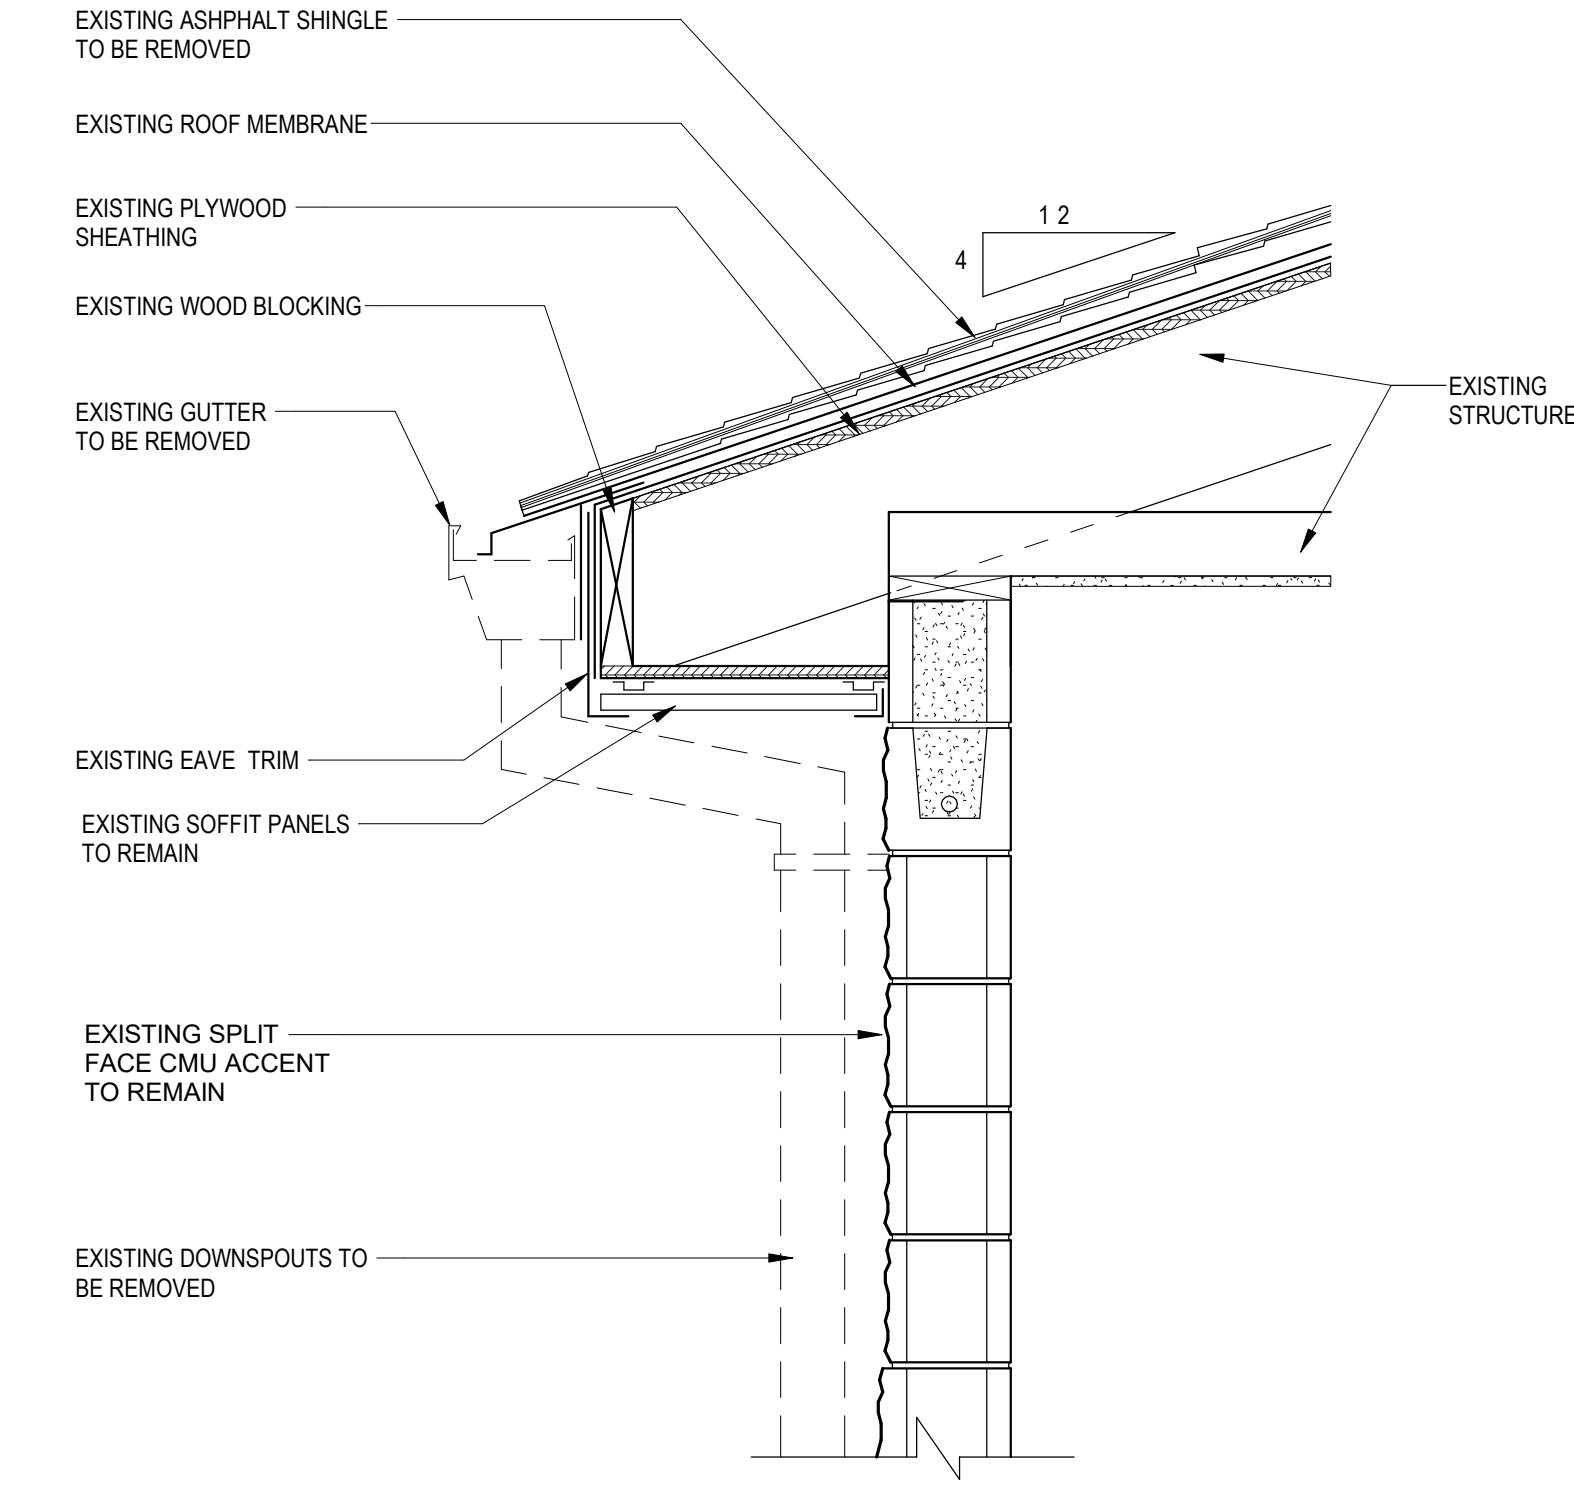 EXISTING ASHPHALT SHINGLE
TO BE REMOVED
EXISTING ROOF MEMBRANE
EXISTING PLYWOOD
SHEATHING
12
4
EXISTING WOOD BLOCKING
EXISTING
STRUCTURE
EXISTING GUTTER
TO BE REMOVED
EXISTING EAVE TRIM
EXISTING SOFFIT PANELS
TO REMAIN
EXISTING SPLIT
FACE CMU ACCENT
TO REMAIN
EXISTING DOWNSPOUTS TO
BE REMOVED